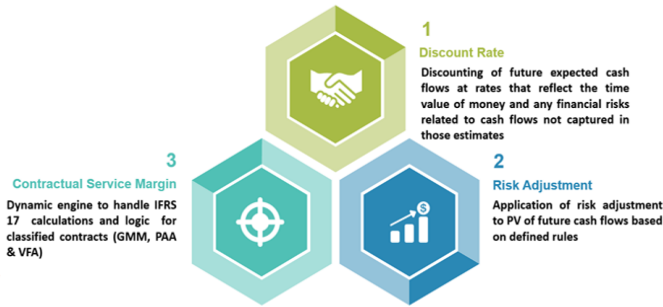 1
Discount Rate
Discounting of future expected cash
flows at rates that reflect the time
value of money and any financial risks
related to cash flows not captured in
those estimates
2
Risk Adjustment
Application of risk adjustment
to PV of future cash flows based
on defined rules
3
Contractual Service Margin
Dynamic engine to handle IFRS
17 calculations and logic for
classified contracts (GMM, PAA
& VFA)
$